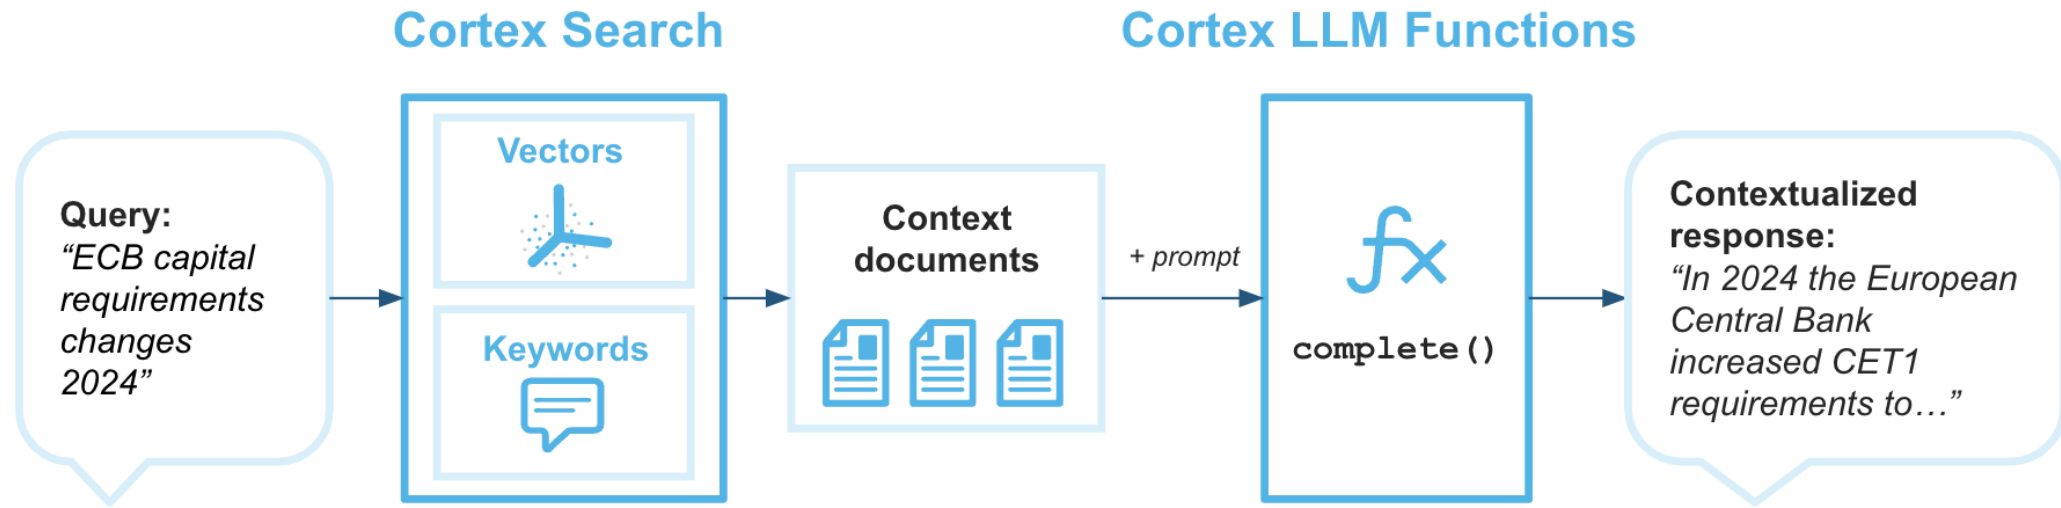 Cortex Search
Cortex LLM Functions
Query:
“ECB capital
requirements
changes
2024”
Vectors
Keywords
Context
documents
+ prompt
fx
complete()
Contextualized
response:
“In 2024 the European
Central Bank
increased CET1
requirements to…”